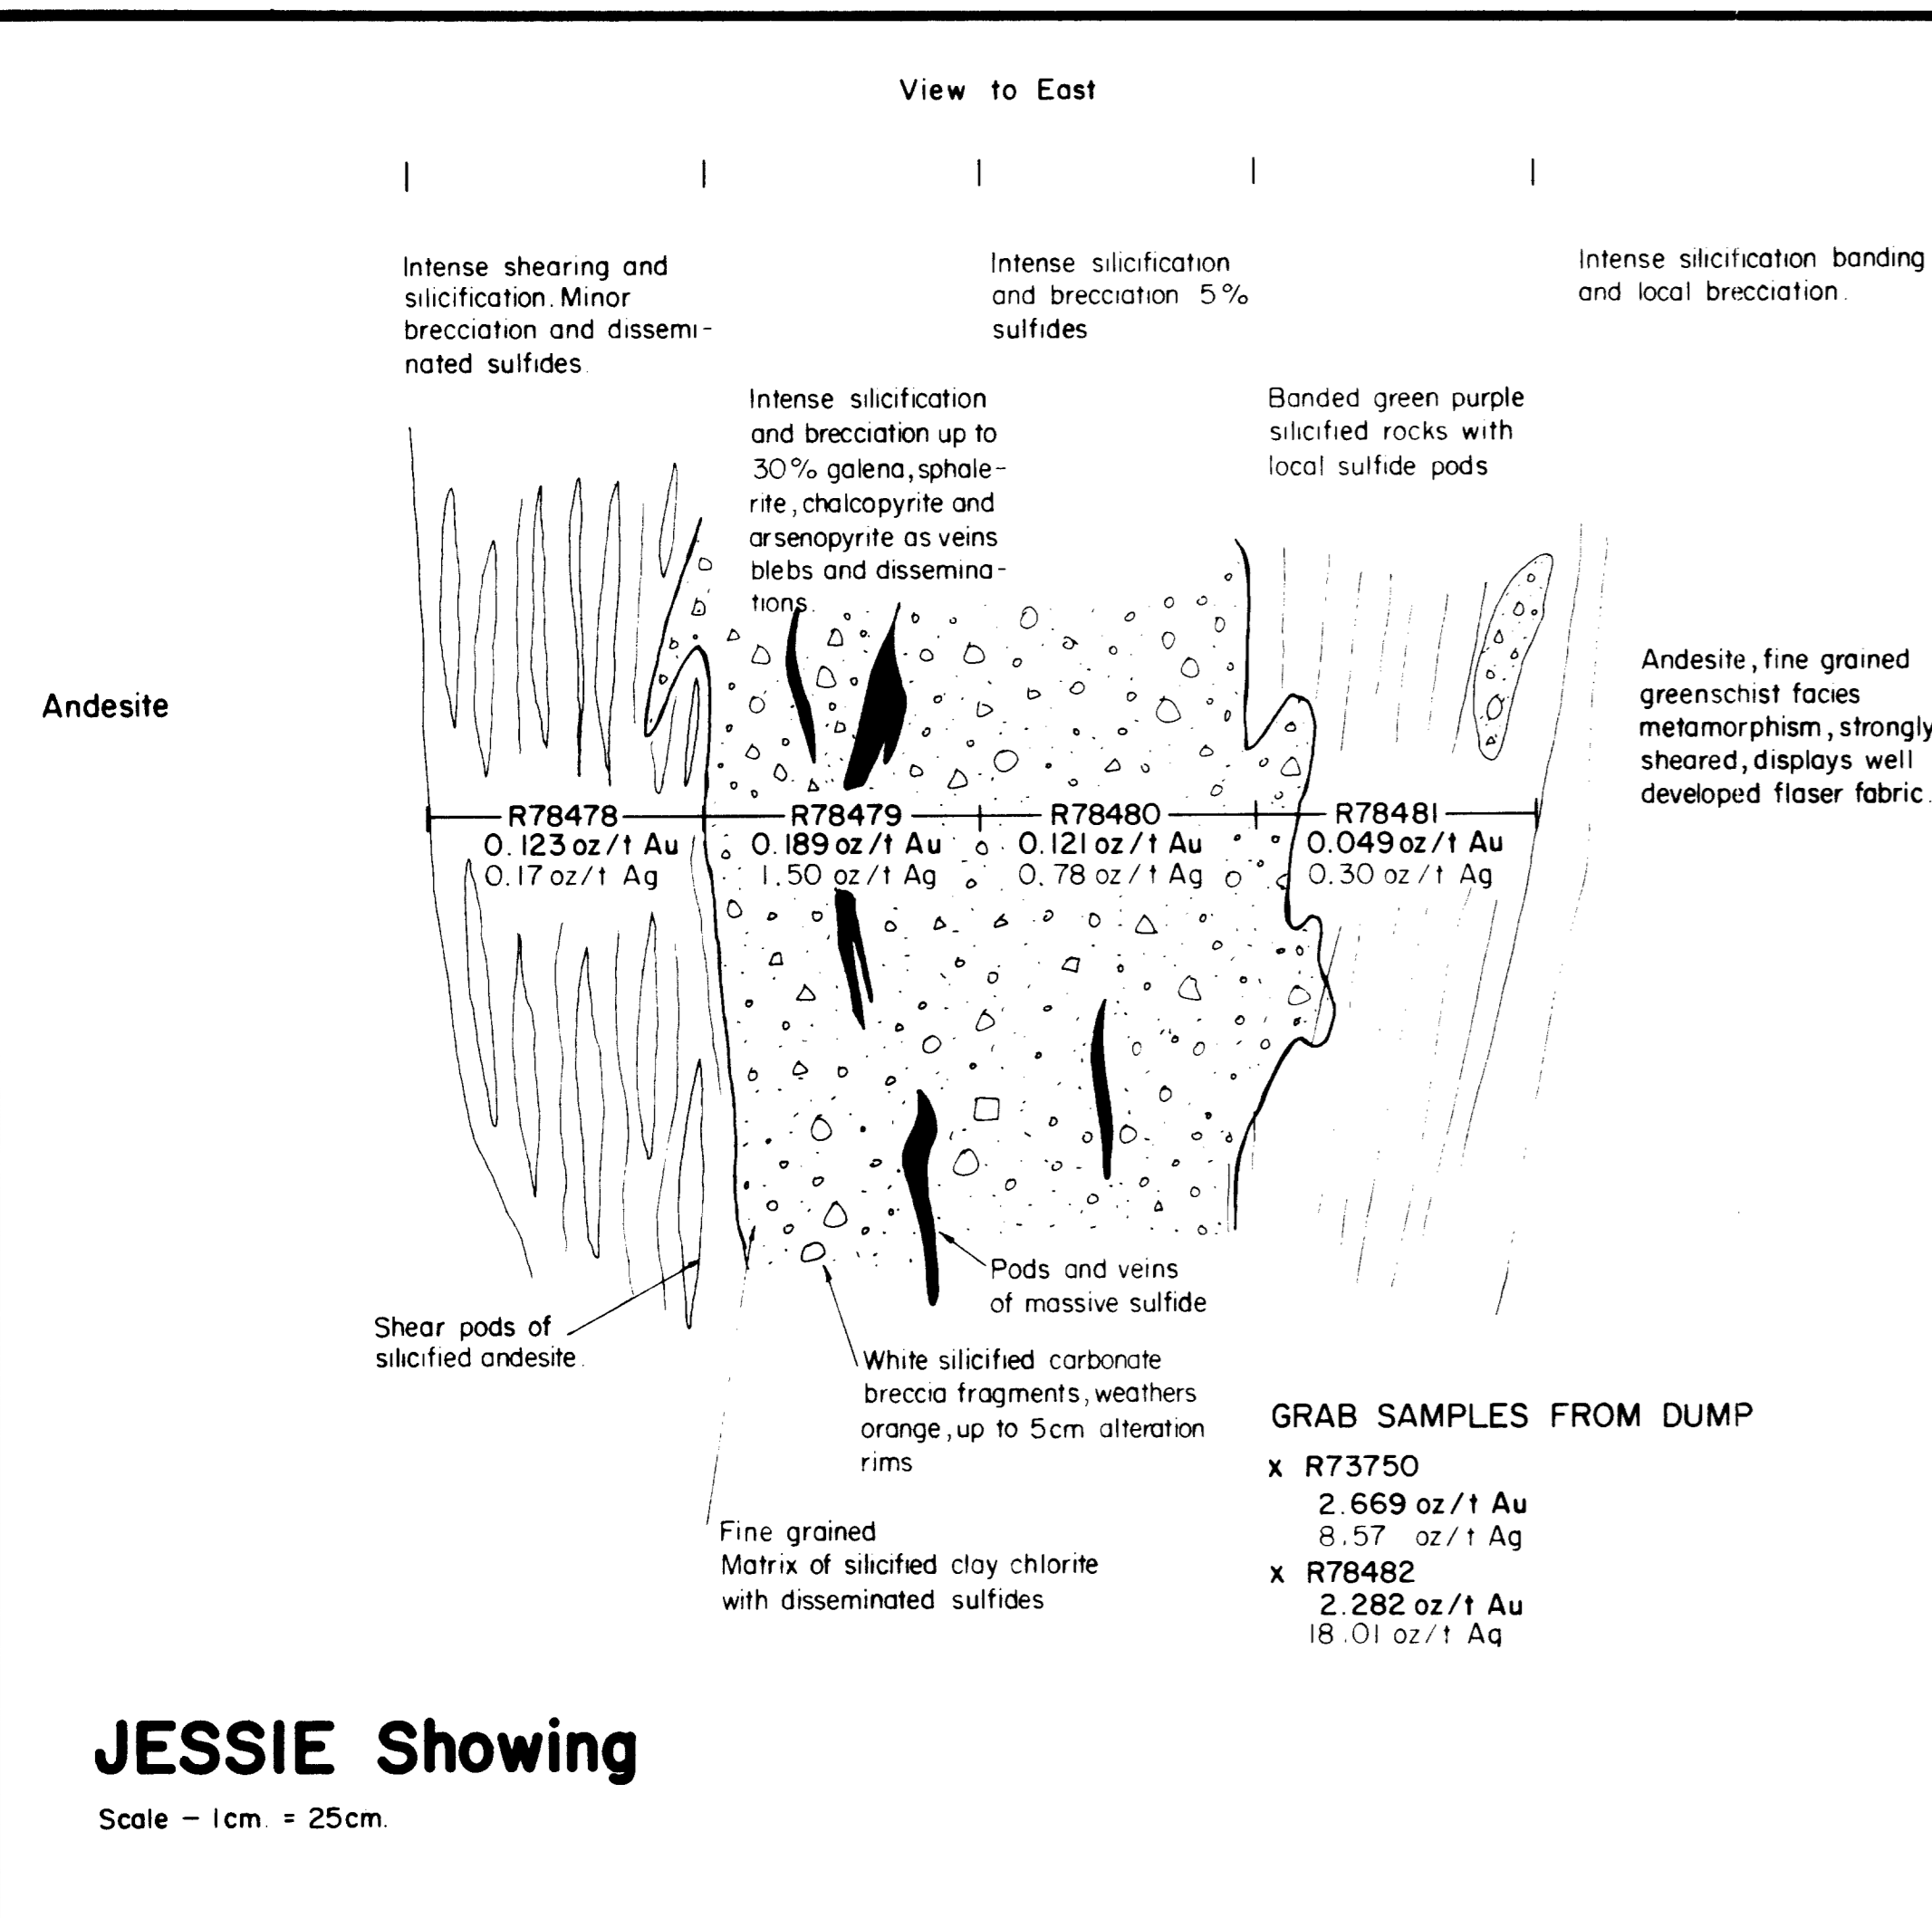 View to East
Intense shearing and
silicification. Minor
brecciation and dissemi-
nated sulfides.
Intense silicification
and brecciation up to
30% galena, sphale-
rite, chalcopyrite and
arsenopyrite as veins
blebs and dissemina-
tions.
Intense silicification
and brecciation 5%
sulfides
Banded green purple
silicified rocks with
local sulfide pods
Intense silicification banding
and local brecciation.
Andesite
Andesite, fine grained
greenschist facies
metamorphism, strongly
sheared, displays well
developed flaser fabric.
R78478
0.123 oz/t Au
0.17 oz/t Ag
R78479
0.189 oz/t Au
1.50 oz/t Ag
R78480
0.121 oz/t Au
0.78 oz/t Ag
R78481
0.049 oz/t Au
0.30 oz/t Ag
Shear pods of
silicified andesite.
Pods and veins
of massive sulfide
White silicified carbonate
breccia fragments, weathers
orange, up to 5cm alteration
rims
Fine grained
Matrix of silicified clay chlorite
with disseminated sulfides
GRAB SAMPLES FROM DUMP
x R73750
2.669 oz/t Au
8.57 oz/t Ag
x R78482
2.282 oz/t Au
18.01 oz/t Ag
JESSIE Showing
Scale - 1cm. = 25cm.